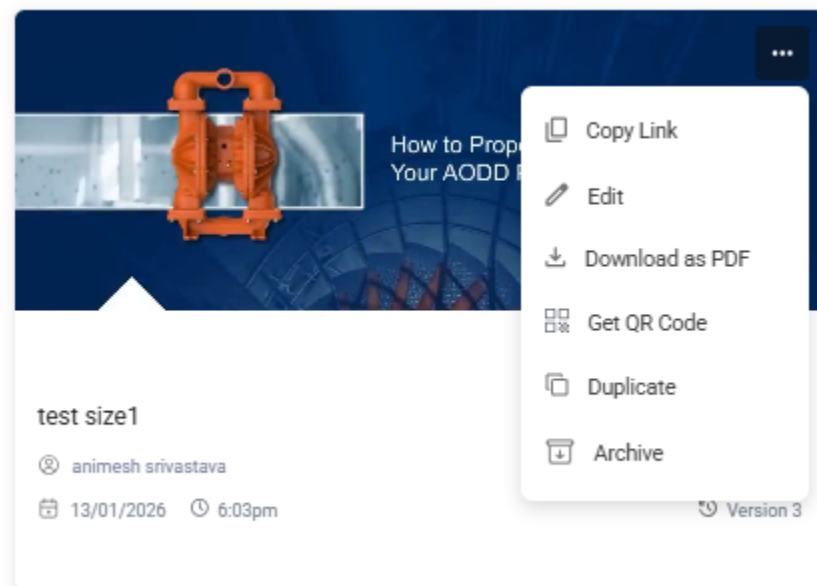 How to Prop
Your AODD
Copy Link
Edit
Download as PDF
Get QR Code
Duplicate
Archive
test size1
animesh srivastava
13/01/2026 6:03pm
Version 3